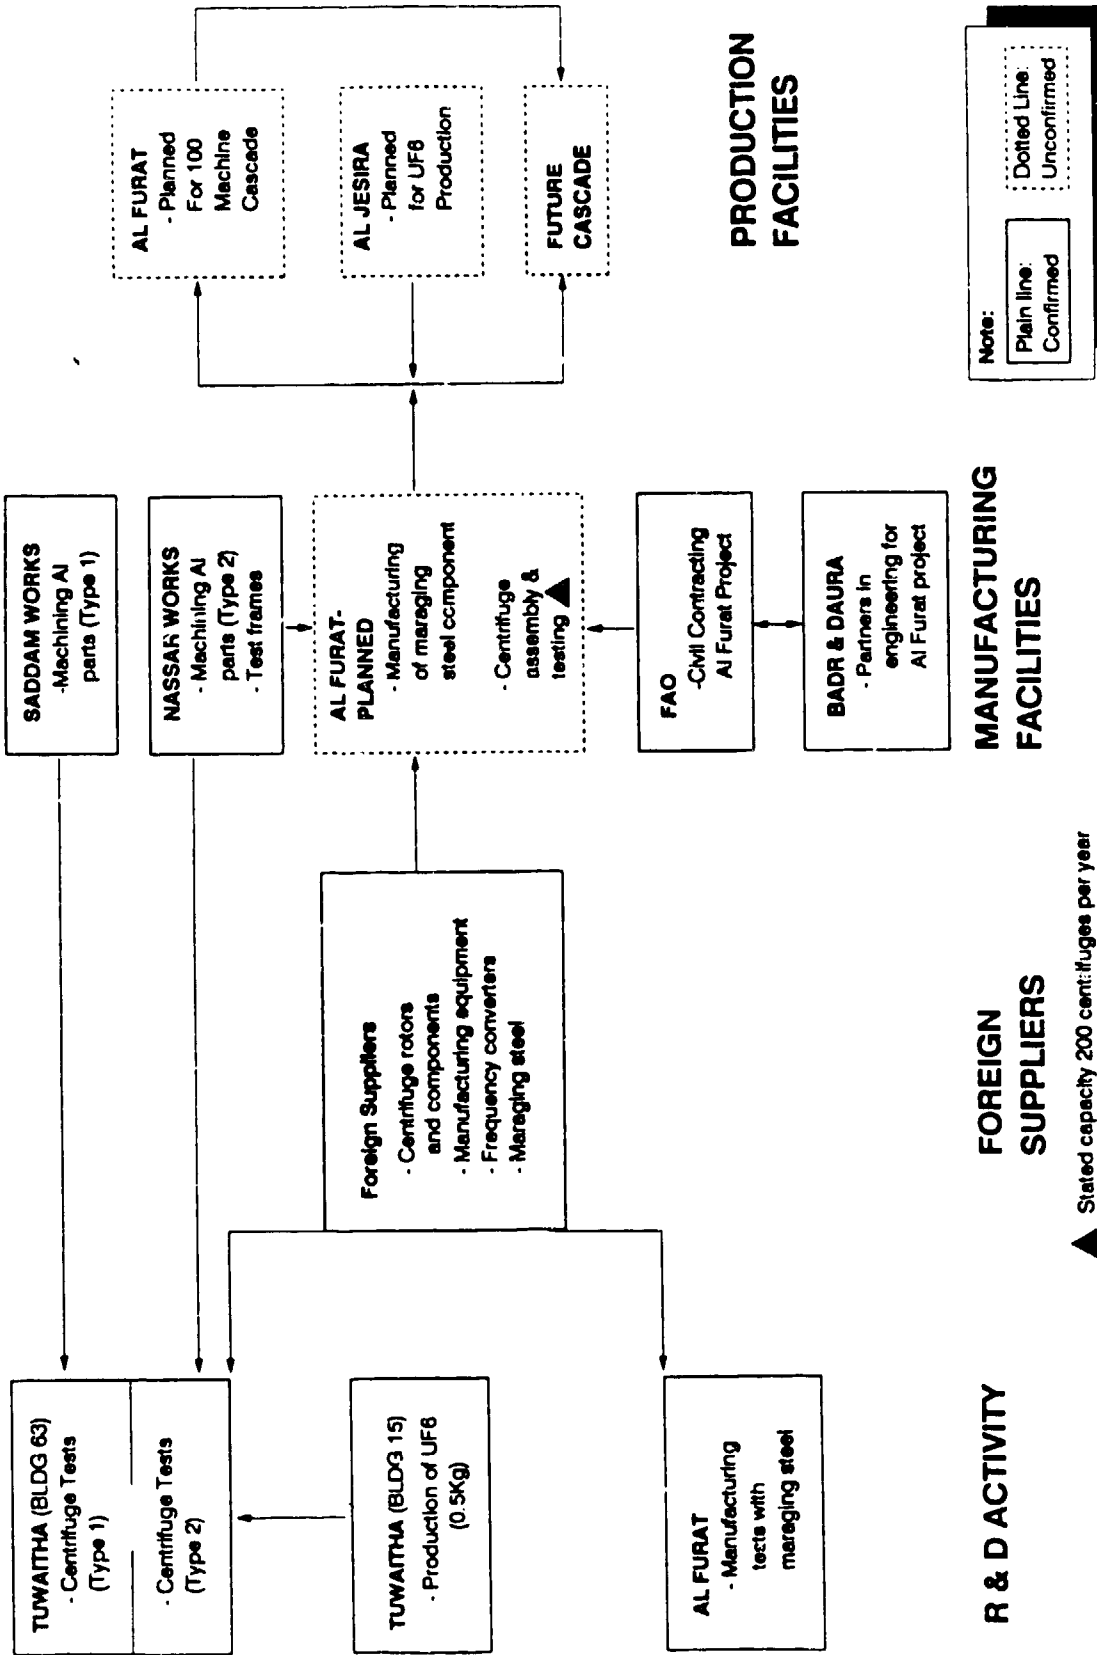 TUWAITHA (BLDG 63)
- Centrifuge Tests
(Type 1)
- Centrifuge Tests
(Type 2)
TUWAITHA (BLDG 15)
- Production of UF6
(0.5Kg)
AL FURAT
- Manufacturing
tests with
maraging steel
R & D ACTIVITY
Foreign Suppliers
- Centrifuge rotors
and components
- Manufacturing equipment
- Frequency converters
- Maraging steel
FOREIGN
SUPPLIERS
SADDAM WORKS
-Machining Al
parts (Type 1)
NASSAR WORKS
- Machining Al
parts (Type 2)
- Test frames
AL FURAT-
PLANNED
- Manufacturing
of maraging
steel component
- Centrifuge
assembly &
testing ▲
FAO
-Civil Contracting
Al Furat Project
BADR & DAURA
- Partners in
engineering for
Al Furat project
MANUFACTURING
FACILITIES
AL FURAT
- Planned
For 100
Machine
Cascade
AL JESIRA
- Planned
for UF6
Production
FUTURE
CASCADE
PRODUCTION
FACILITIES
Note:
Plain line:
Confirmed
Dotted Line:
Unconfirmed
▲ Stated capacity 200 centrifuges per year